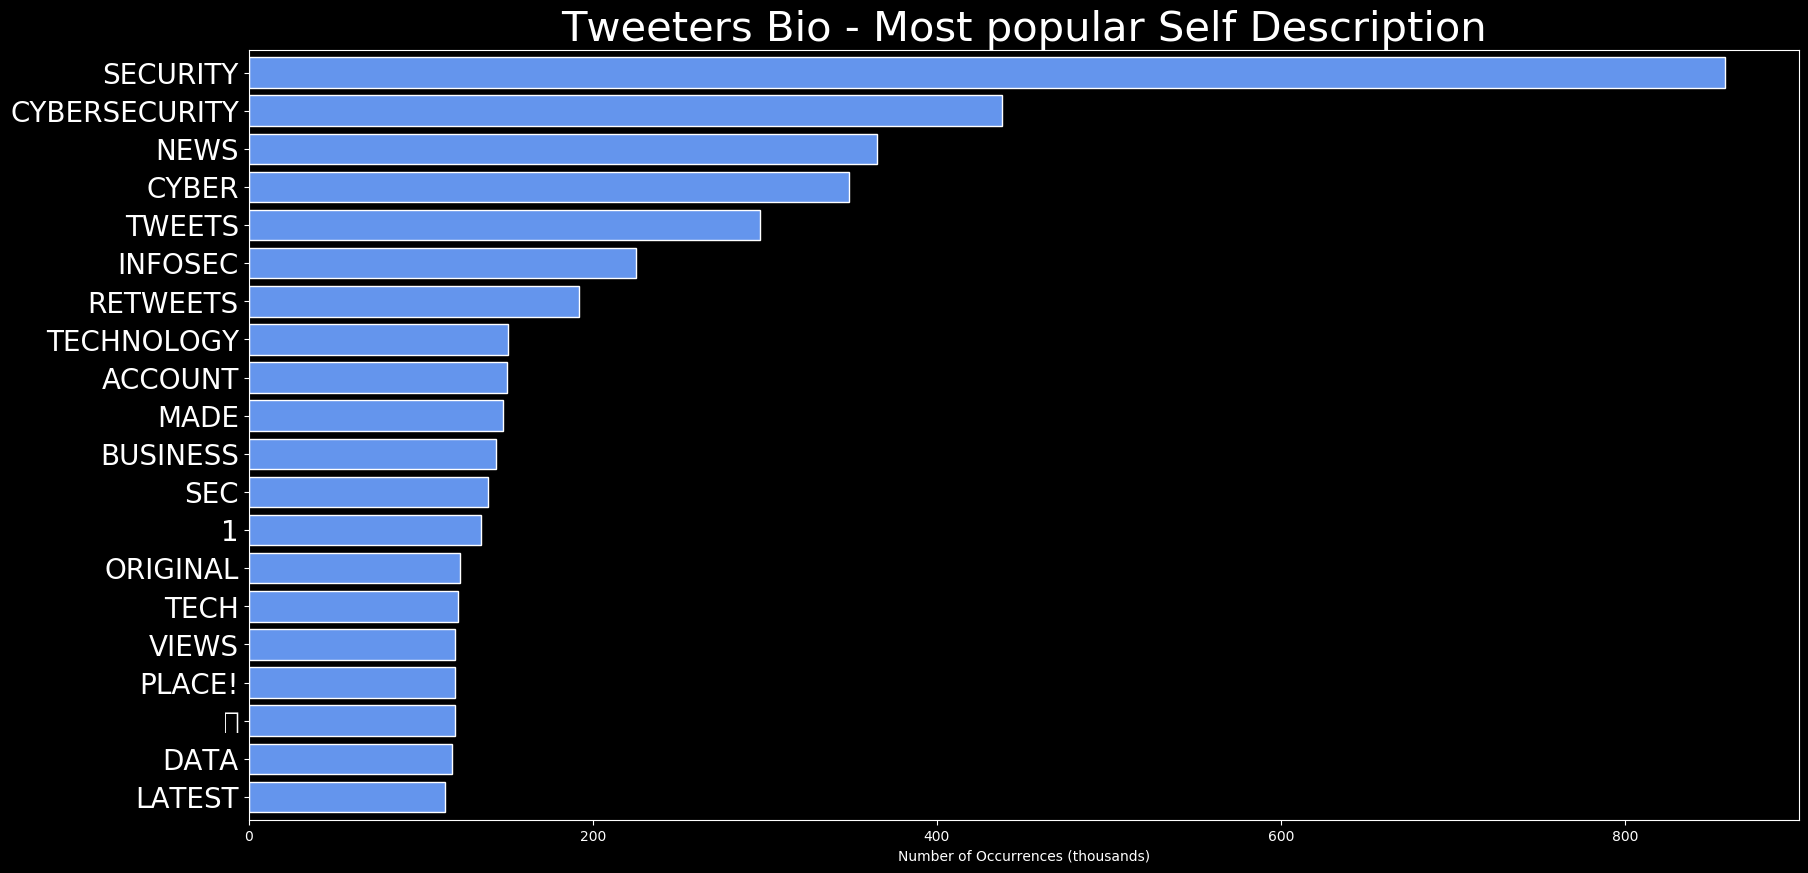 Tweeters Bio - Most popular Self Description
SECURITY
CYBERSECURITY
NEWS
CYBER
TWEETS
INFOSEC
RETWEETS
TECHNOLOGY
ACCOUNT
MADE
BUSINESS
SEC
1
ORIGINAL
TECH
VIEWS
PLACE!
DATA
LATEST
0 200 400 600 800
Number of Occurrences (thousands)